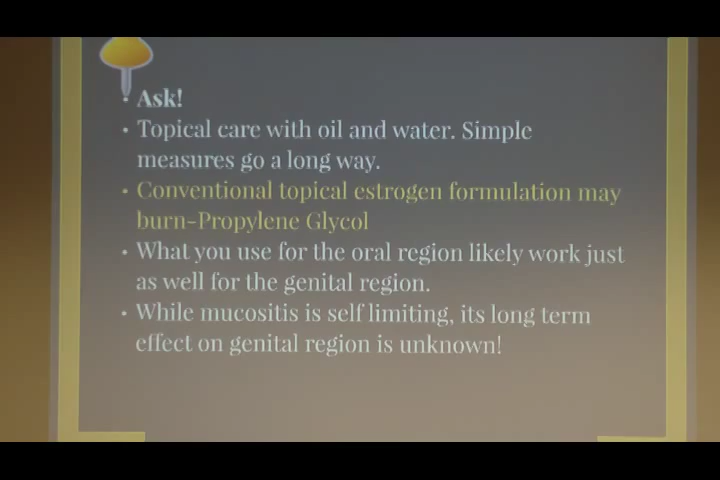 • Ask!
• Topical care with oil and water. Simple
measures go a long way.
• Conventional topical estrogen formulation may
burn-Propylene Glycol
• What you use for the oral region likely work just
as well for the genital region.
• While mucositis is self limiting, its long term
effect on genital region is unknown!